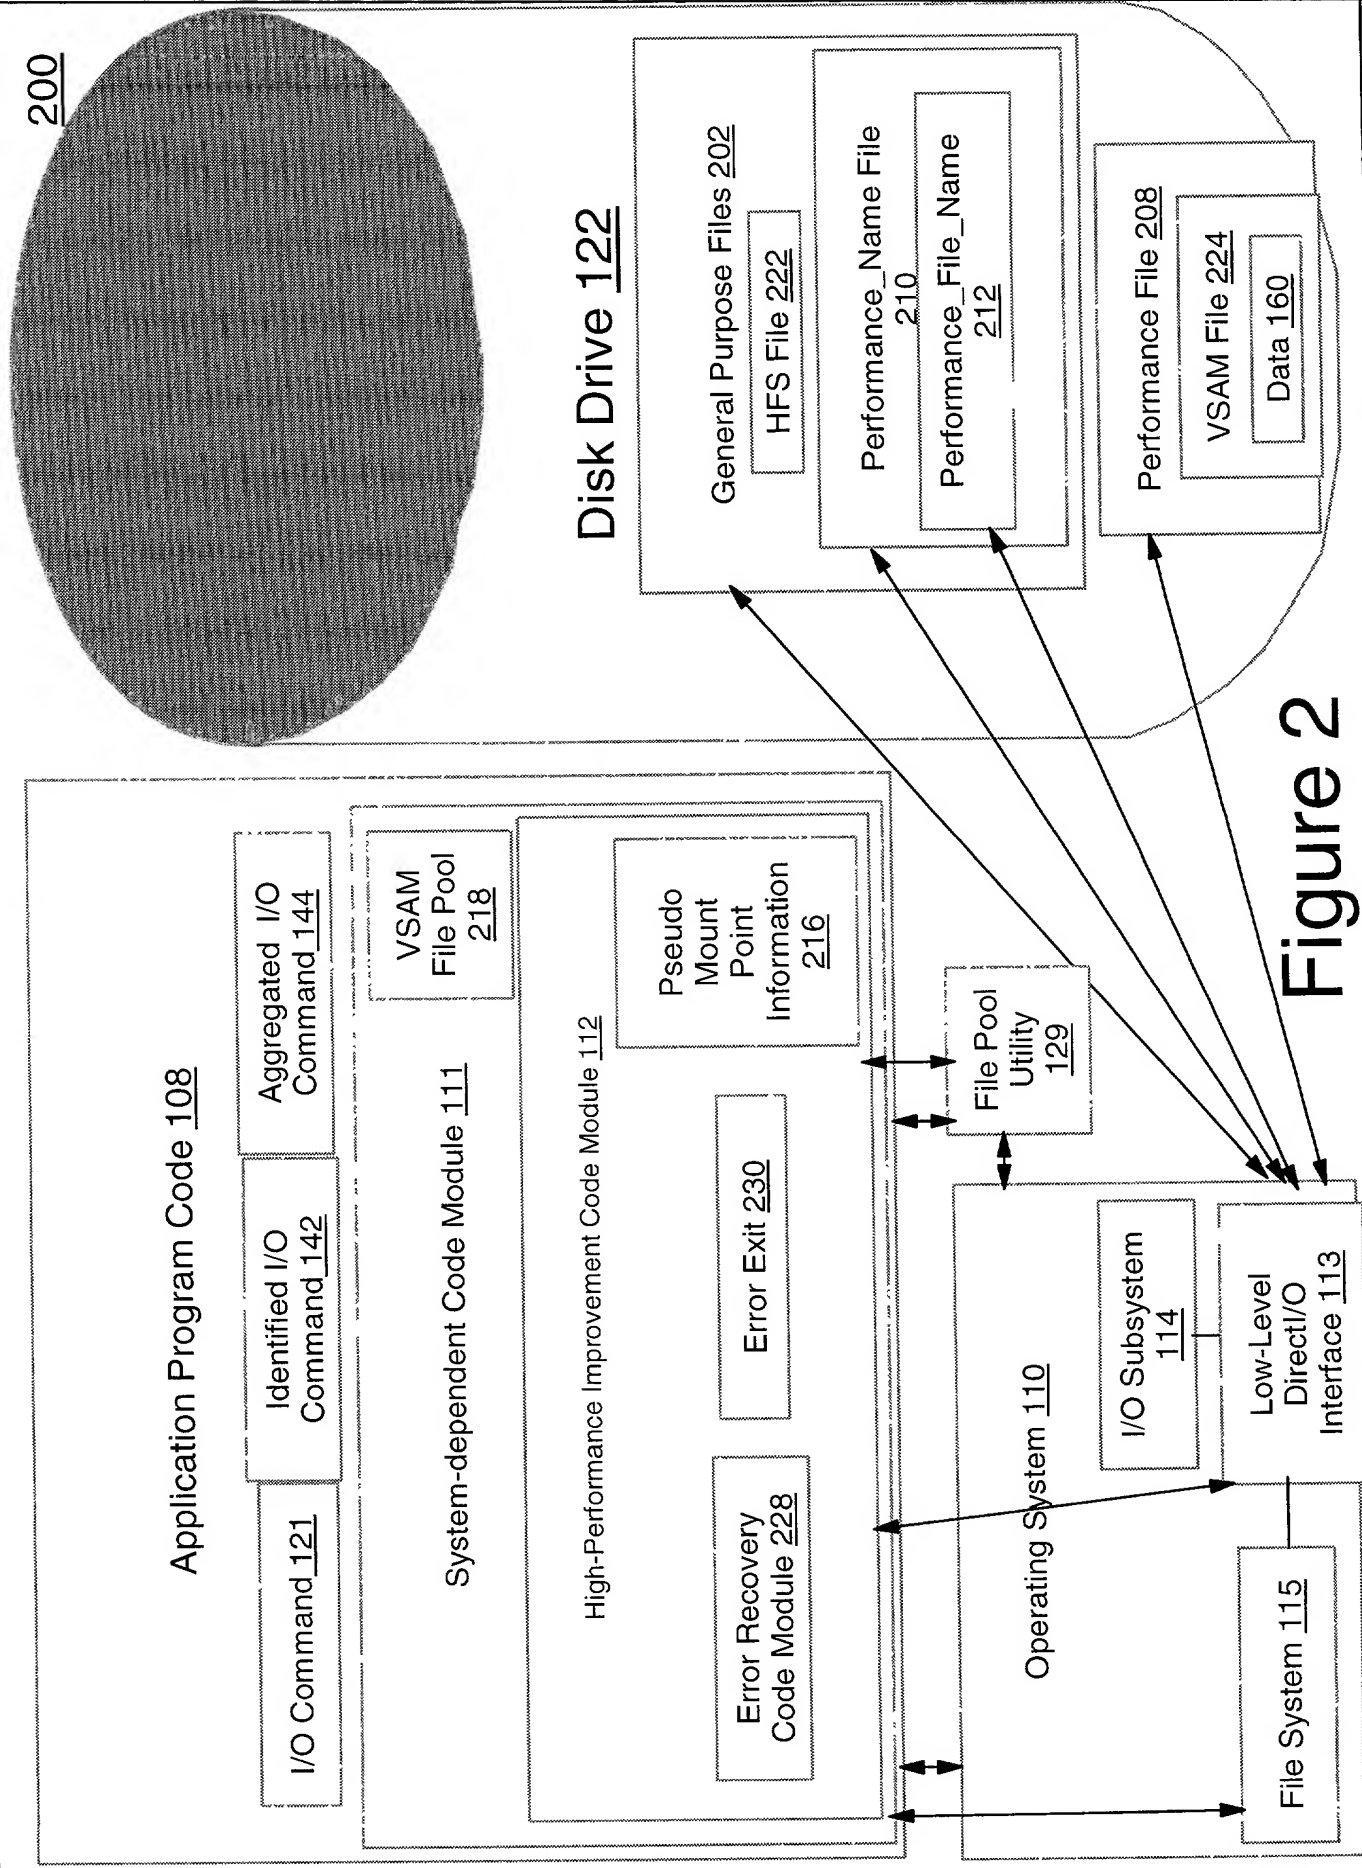 200
Application Program Code 108
I/O Command 121
Identified I/O
Command 142
Aggregated I/O
Command 144
System-dependent Code Module 111
VSAM
File Pool
218
High-Performance Improvement Code Module 112
Error Recovery
Code Module 228
Error Exit 230
Pseudo
Mount
Point
Information
216
File Pool
Utility
129
Operating System 110
File System 115
I/O Subsystem
114
Low-Level
DirectI/O
Interface 113
Disk Drive 122
General Purpose Files 202
HFS File 222
Performance_Name File
210
Performance_File_Name
212
Performance File 208
VSAM File 224
Data 160
Figure 2